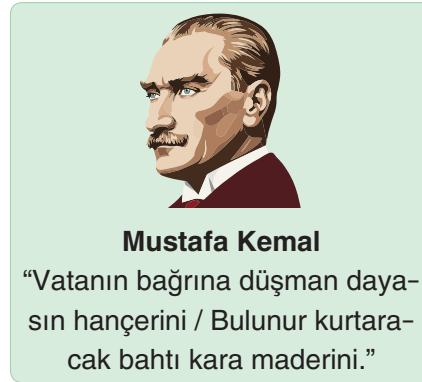 Mustafa Kemal
“Vatanın bağrına düşman daya-
sın hançerini / Bulunur kurtara-
cak bahtı kara maderini.”